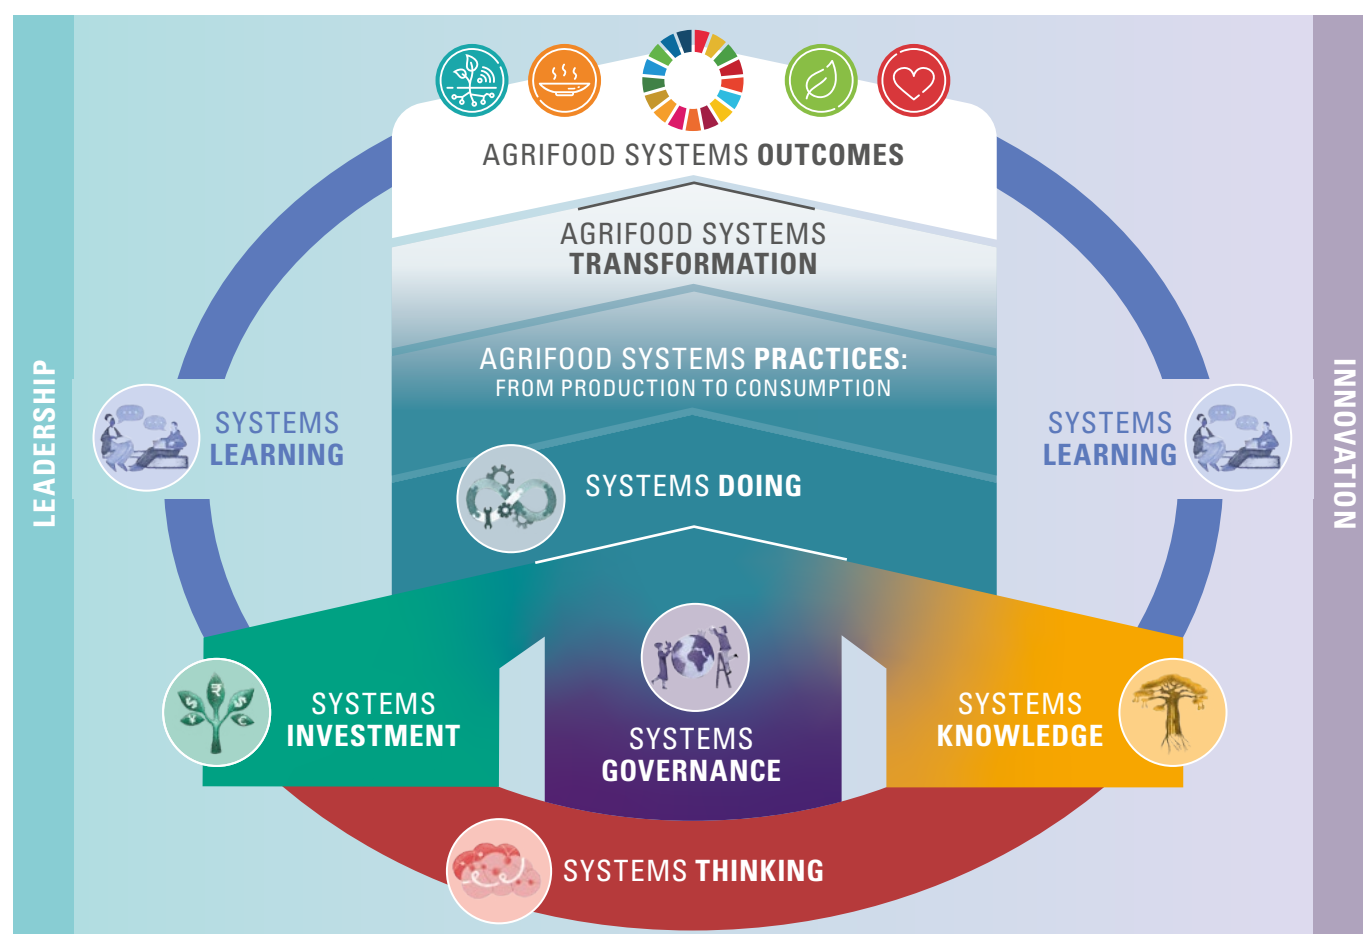 AGRIFOOD SYSTEMS OUTCOMES
AGRIFOOD SYSTEMS
TRANSFORMATION
AGRIFOOD SYSTEMS PRACTICES:
FROM PRODUCTION TO CONSUMPTION
LEADERSHIP
SYSTEMS
LEARNING
SYSTEMS
LEARNING
INNOVATION
SYSTEMS DOING
SYSTEMS
INVESTMENT
SYSTEMS
GOVERNANCE
SYSTEMS
KNOWLEDGE
SYSTEMS THINKING